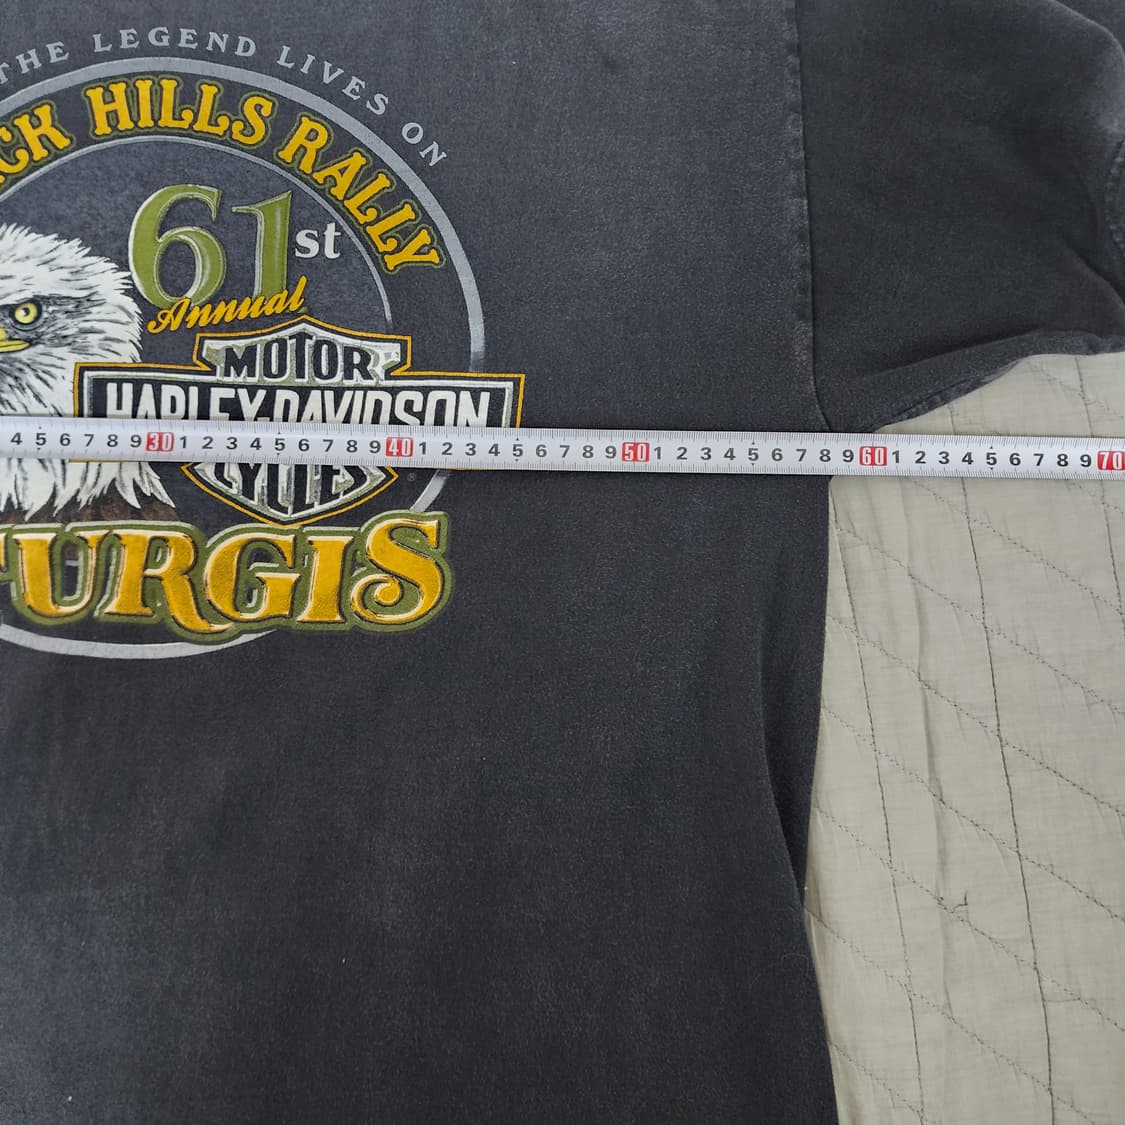 THE LEGEND LIVES ON
CK HILLS RALLY
61st
Annual
MOTOR
HARLEY-DAVIDSON
CYCLES
®
4 5 6 7 8 9 30 1 2 3 4 5 6 7 8 9 40 1 2 3 4 5 6 7 8 9 50 1 2 3 4 5 6 7 8 9 60 1 2 3 4 5 6 7 8 9 70
TURGIS